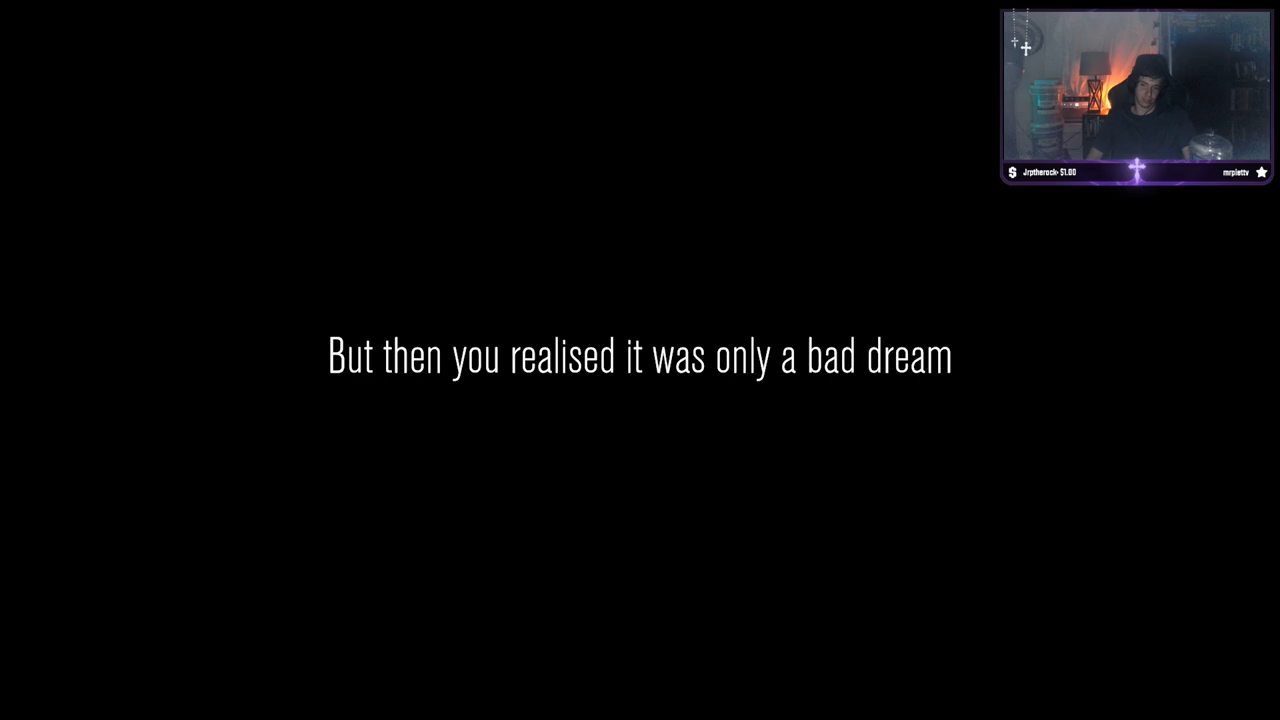 But then you realised it was only a bad dream
Jrptherock• $1.00
mrplettv